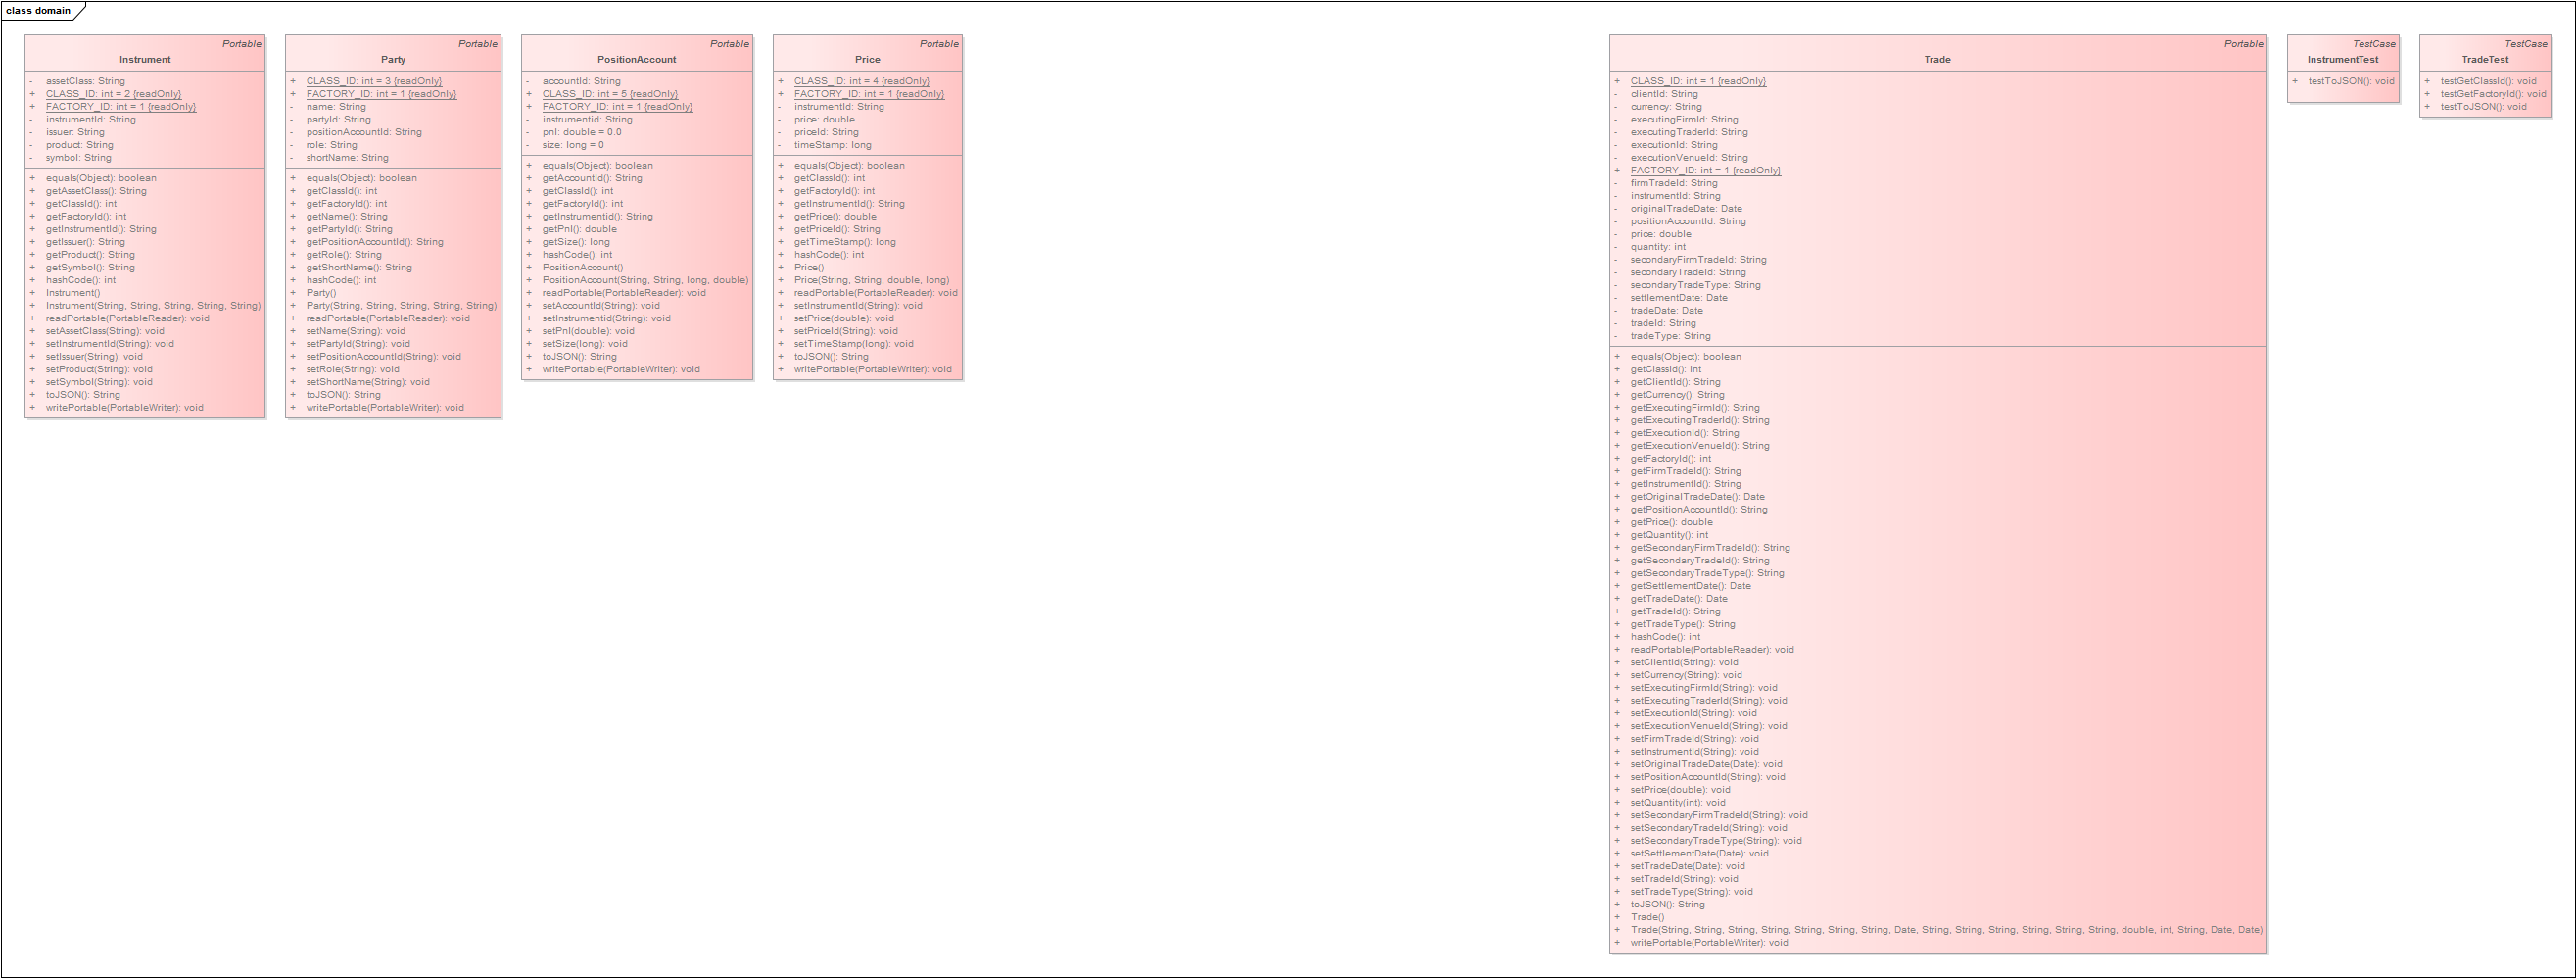 class domain
Portable
Instrument
- assetClass: String
+ CLASS_ID: int = 2 {readOnly}
+ FACTORY_ID: int = 1 {readOnly}
- instrumentId: String
- issuer: String
- product: String
- symbol: String
+ equals(Object): boolean
+ getAssetClass(): String
+ getClassId(): int
+ getFactoryId(): int
+ getInstrumentId(): String
+ getIssuer(): String
+ getProduct(): String
+ getSymbol(): String
+ hashCode(): int
+ Instrument()
+ Instrument(String, String, String, String, String)
+ readPortable(PortableReader): void
+ setAssetClass(String): void
+ setInstrumentId(String): void
+ setIssuer(String): void
+ setProduct(String): void
+ setSymbol(String): void
+ toJSON(): String
+ writePortable(PortableWriter): void
Portable
Party
+ CLASS_ID: int = 3 {readOnly}
+ FACTORY_ID: int = 1 {readOnly}
- name: String
- partyId: String
- positionAccountId: String
- role: String
- shortName: String
+ equals(Object): boolean
+ getClassId(): int
+ getFactoryId(): int
+ getName(): String
+ getPartyId(): String
+ getPositionAccountId(): String
+ getRole(): String
+ getShortName(): String
+ hashCode(): int
+ Party()
+ Party(String, String, String, String, String)
+ readPortable(PortableReader): void
+ setName(String): void
+ setPartyId(String): void
+ setPositionAccountId(String): void
+ setRole(String): void
+ setShortName(String): void
+ toJSON(): String
+ writePortable(PortableWriter): void
Portable
PositionAccount
- accountId: String
+ CLASS_ID: int = 5 {readOnly}
+ FACTORY_ID: int = 1 {readOnly}
- instrumentid: String
- pnl: double = 0.0
- size: long = 0
+ equals(Object): boolean
+ getAccountId(): String
+ getClassId(): int
+ getFactoryId(): int
+ getInstrumentid(): String
+ getPnl(): double
+ getSize(): long
+ hashCode(): int
+ PositionAccount()
+ PositionAccount(String, String, long, double)
+ readPortable(PortableReader): void
+ setAccountId(String): void
+ setInstrumentid(String): void
+ setPnl(double): void
+ setSize(long): void
+ toJSON(): String
+ writePortable(PortableWriter): void
Portable
Price
+ CLASS_ID: int = 4 {readOnly}
+ FACTORY_ID: int = 1 {readOnly}
- instrumentId: String
- price: double
- priceId: String
- timeStamp: long
+ equals(Object): boolean
+ getClassId(): int
+ getFactoryId(): int
+ getInstrumentId(): String
+ getPrice(): double
+ getPriceId(): String
+ getTimeStamp(): long
+ hashCode(): int
+ Price()
+ Price(String, String, double, long)
+ readPortable(PortableReader): void
+ setInstrumentId(String): void
+ setPrice(double): void
+ setPriceId(String): void
+ setTimeStamp(long): void
+ toJSON(): String
+ writePortable(PortableWriter): void
Portable
Trade
+ CLASS_ID: int = 1 {readOnly}
- clientId: String
- currency: String
- executingFirmId: String
- executingTraderId: String
- executionId: String
- executionVenueId: String
+ FACTORY_ID: int = 1 {readOnly}
- firmTradeId: String
- instrumentId: String
- originalTradeDate: Date
- positionAccountId: String
- price: double
- quantity: int
- secondaryFirmTradeId: String
- secondaryTradeId: String
- secondaryTradeType: String
- settlementDate: Date
- tradeDate: Date
- tradeId: String
- tradeType: String
+ equals(Object): boolean
+ getClassId(): int
+ getClientId(): String
+ getCurrency(): String
+ getExecutingFirmId(): String
+ getExecutingTraderId(): String
+ getExecutionId(): String
+ getExecutionVenueId(): String
+ getFactoryId(): int
+ getFirmTradeId(): String
+ getInstrumentId(): String
+ getOriginalTradeDate(): Date
+ getPositionAccountId(): String
+ getPrice(): double
+ getQuantity(): int
+ getSecondaryFirmTradeId(): String
+ getSecondaryTradeId(): String
+ getSecondaryTradeType(): String
+ getSettlementDate(): Date
+ getTradeDate(): Date
+ getTradeId(): String
+ getTradeType(): String
+ hashCode(): int
+ readPortable(PortableReader): void
+ setClientId(String): void
+ setCurrency(String): void
+ setExecutingFirmId(String): void
+ setExecutingTraderId(String): void
+ setExecutionId(String): void
+ setExecutionVenueId(String): void
+ setFirmTradeId(String): void
+ setInstrumentId(String): void
+ setOriginalTradeDate(Date): void
+ setPositionAccountId(String): void
+ setPrice(double): void
+ setQuantity(int): void
+ setSecondaryFirmTradeId(String): void
+ setSecondaryTradeId(String): void
+ setSecondaryTradeType(String): void
+ setSettlementDate(Date): void
+ setTradeDate(Date): void
+ setTradeId(String): void
+ setTradeType(String): void
+ toJSON(): String
+ Trade()
+ Trade(String, String, String, String, String, String, String, Date, String, String, String, String, String, String, double, int, String, Date, Date)
+ writePortable(PortableWriter): void
TestCase
InstrumentTest
+ testToJSON(): void
TestCase
TradeTest
+ testGetClassId(): void
+ testGetFactoryId(): void
+ testToJSON(): void